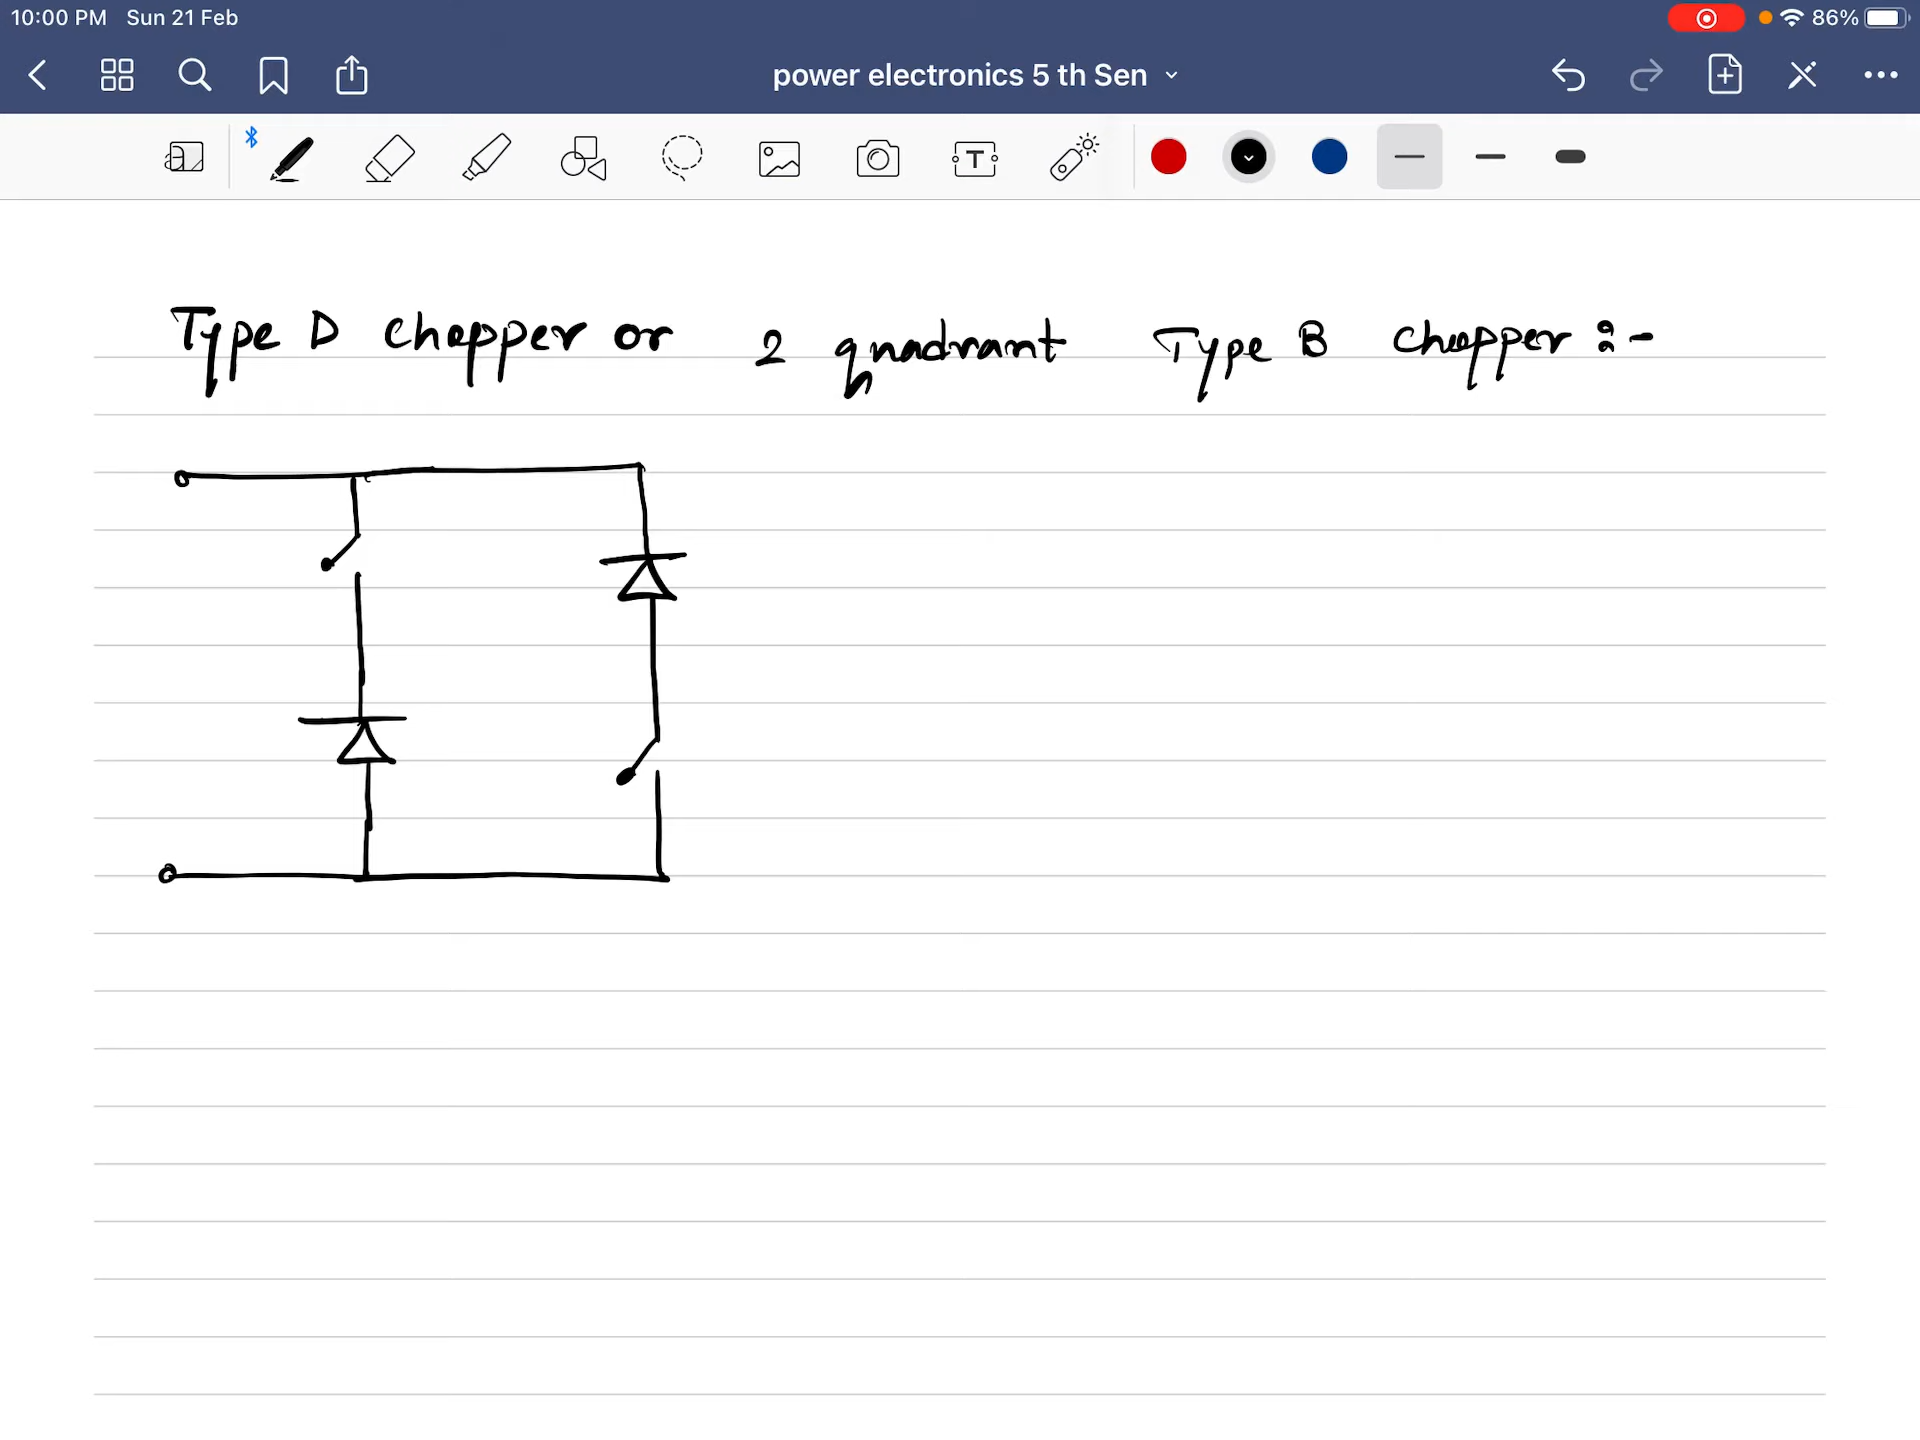 10:00 PM Sun 21 Feb 86%
power electronics 5 th Sen
Type D chopper or 2 quadrant Type B chopper :-